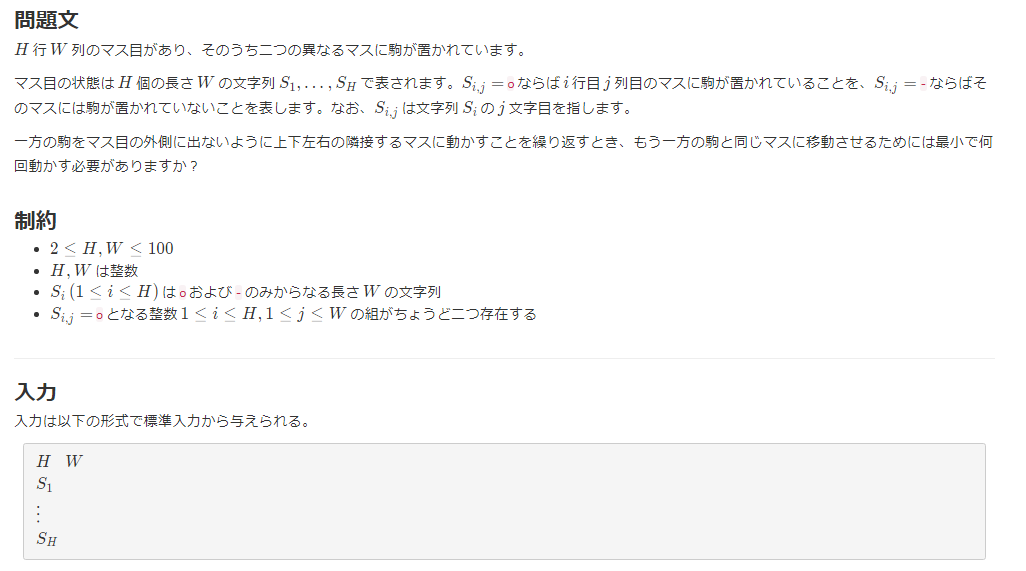 問題文
H 行 W 列のマス目があり、そのうち二つの異なるマスに駒が置かれています。
マス目の状態は H 個の長さ W の文字列 S_1, …, S_H で表されます。S_{i,j} = o ならば i 行目 j 列目のマスに駒が置かれていることを、S_{i,j} = - ならばそ
のマスには駒が置かれていないことを表します。なお、S_{i,j} は文字列 S_i の j 文字目を指します。
一方の駒をマス目の外側に出ないように上下左右の隣接するマスに動かすことを繰り返すとき、もう一方の駒と同じマスに移動させるためには最小で何
回動かす必要がありますか？
制約
• 2 ≤ H, W ≤ 100
• H, W は整数
• S_i (1 ≤ i ≤ H) は o および - のみからなる長さ W の文字列
• S_{i,j} = o となる整数 1 ≤ i ≤ H, 1 ≤ j ≤ W の組がちょうど二つ存在する
入力
入力は以下の形式で標準入力から与えられる。
H W
S_1
⋮
S_H